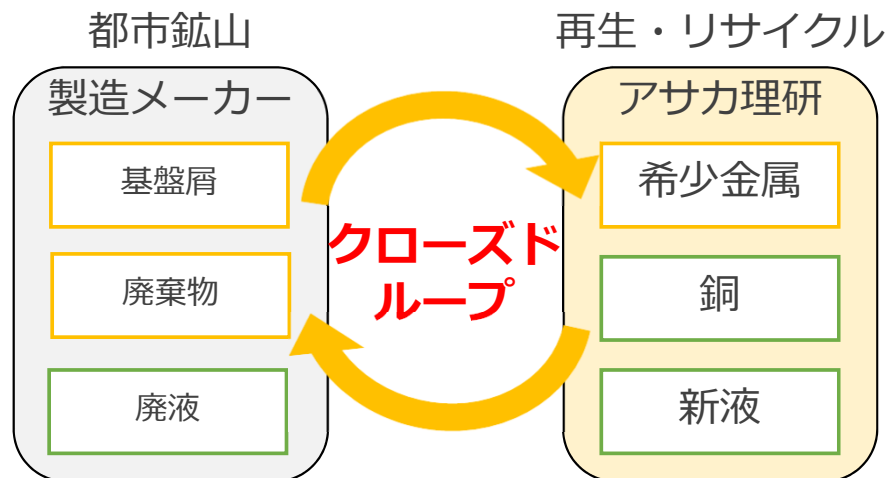 都市鉱山
製造メーカー
基盤屑
廃棄物
廃液
クローズド
ループ
再生・リサイクル
アサカ理研
希少金属
銅
新液